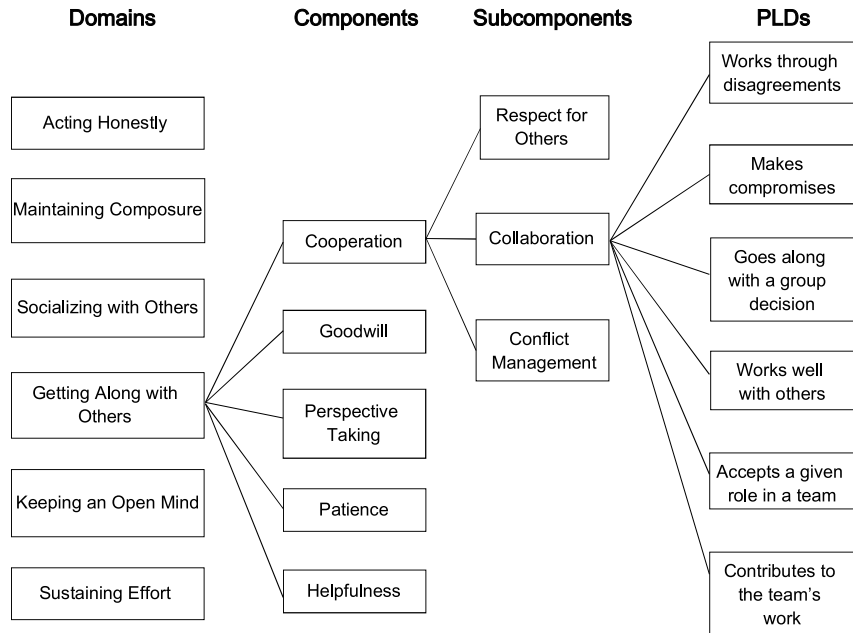 Domains
Components
Subcomponents
PLDs
Acting Honestly
Maintaining Composure
Socializing with Others
Getting Along with
Others
Keeping an Open Mind
Sustaining Effort
Cooperation
Goodwill
Perspective
Taking
Patience
Helpfulness
Respect for
Others
Collaboration
Conflict
Management
Works through
disagreements
Makes
compromises
Goes along
with a group
decision
Works well
with others
Accepts a given
role in a team
Contributes to
the team's
work